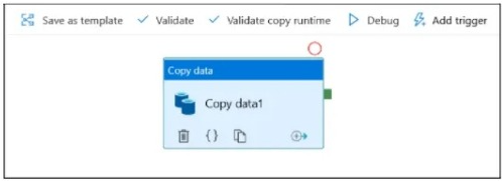 Save as template Validate Validate copy runtime Debug Add trigger
Copy data
Copy data1
{}